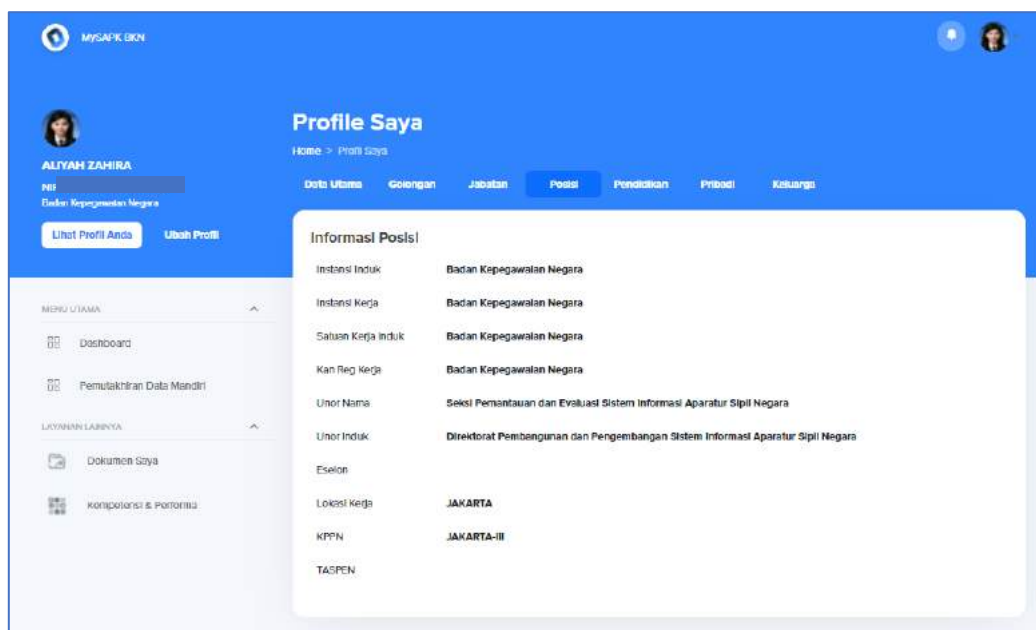 MySAPK BKN
ALIYAH ZAHIRA
NIP
Badan Kepegawaian Negara
Lihat Profil Anda Ubah Profil
MENU UTAMA
Dashboard
Pemutakhiran Data Mandiri
LAYANAN LAINNYA
Dokumen Saya
Kompetensi & Performa
Profile Saya
Home > Profil Saya
Data Utama Golongan Jabatan Posisi Pendidikan Pribadi Keluarga
Informasi Posisi
Instansi Induk Badan Kepegawaian Negara
Instansi Kerja Badan Kepegawaian Negara
Satuan Kerja Induk Badan Kepegawaian Negara
Kan Reg Kerja Badan Kepegawaian Negara
Unor Nama Seksi Pemantauan dan Evaluasi Sistem Informasi Aparatur Sipil Negara
Unor Induk Direktorat Pembangunan dan Pengembangan Sistem Informasi Aparatur Sipil Negara
Eselon
Lokasi Kerja JAKARTA
KPPN JAKARTA-III
TASPEN